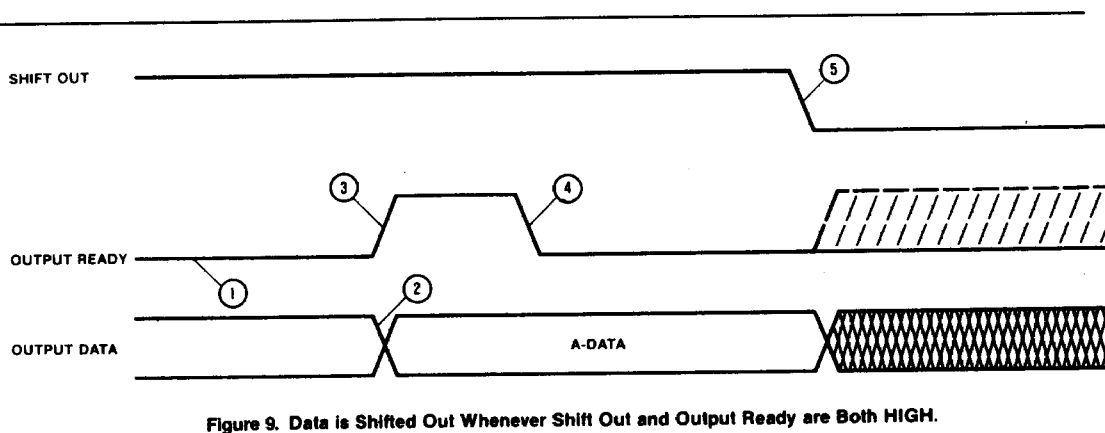 SHIFT OUT
5
3
4
OUTPUT READY
1
2
OUTPUT DATA
A-DATA
Figure 9. Data is Shifted Out Whenever Shift Out and Output Ready are Both HIGH.